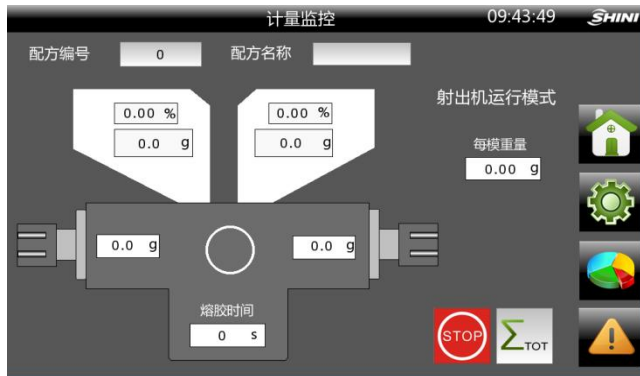 计量监控 09:43:49 SHINI
配方编号 0 配方名称
射出机运行模式
0.00 % 0.00 %
0.0 g 0.0 g
每模重量
0.00 g
0.0 g 0.0 g
熔胶时间
0 s
STOP ΣTOT